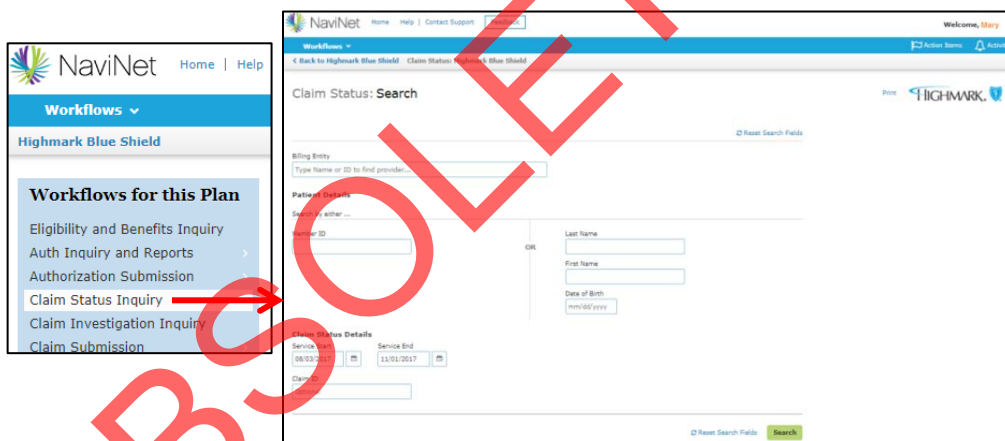 NaviNet Home | Help
Workflows
Highmark Blue Shield
Workflows for this Plan
Eligibility and Benefits Inquiry
Auth Inquiry and Reports
Authorization Submission
Claim Status Inquiry
Claim Investigation Inquiry
Claim Submission
NaviNet Home Help | Contact Support Feedback
Welcome, Mary
Workflows
Action Items Activi
< Back to Highmark Blue Shield Claim Status: Highmark Blue Shield
Claim Status: Search
Print HIGHMARK.
Reset Search Fields
Billing Entity
Type Name or ID to find provider...
Patient Details
Search by either ...
Member ID
OR
Last Name
First Name
Date of Birth
mm/dd/yyyy
Claim Status Details
Service Start Service End
08/03/2017 11/01/2017
Claim ID
Optional
Reset Search Fields Search
OBSOLET